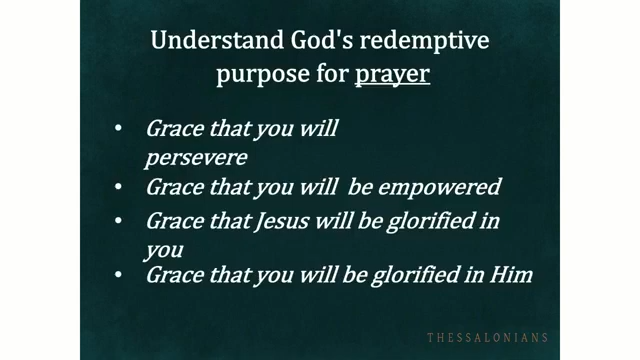 Understand God's redemptive
purpose for prayer
• Grace that you will
persevere
• Grace that you will be empowered
• Grace that Jesus will be glorified in
you
• Grace that you will be glorified in Him
THESSALONIANS